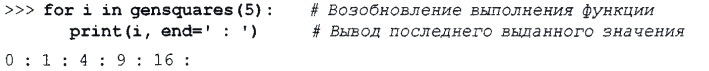 >>> for i in gensquares(5): # Возобновление выполнения функции
print(i, end=' : ') # Вывод последнего выданного значения
0 : 1 : 4 : 9 : 16 :